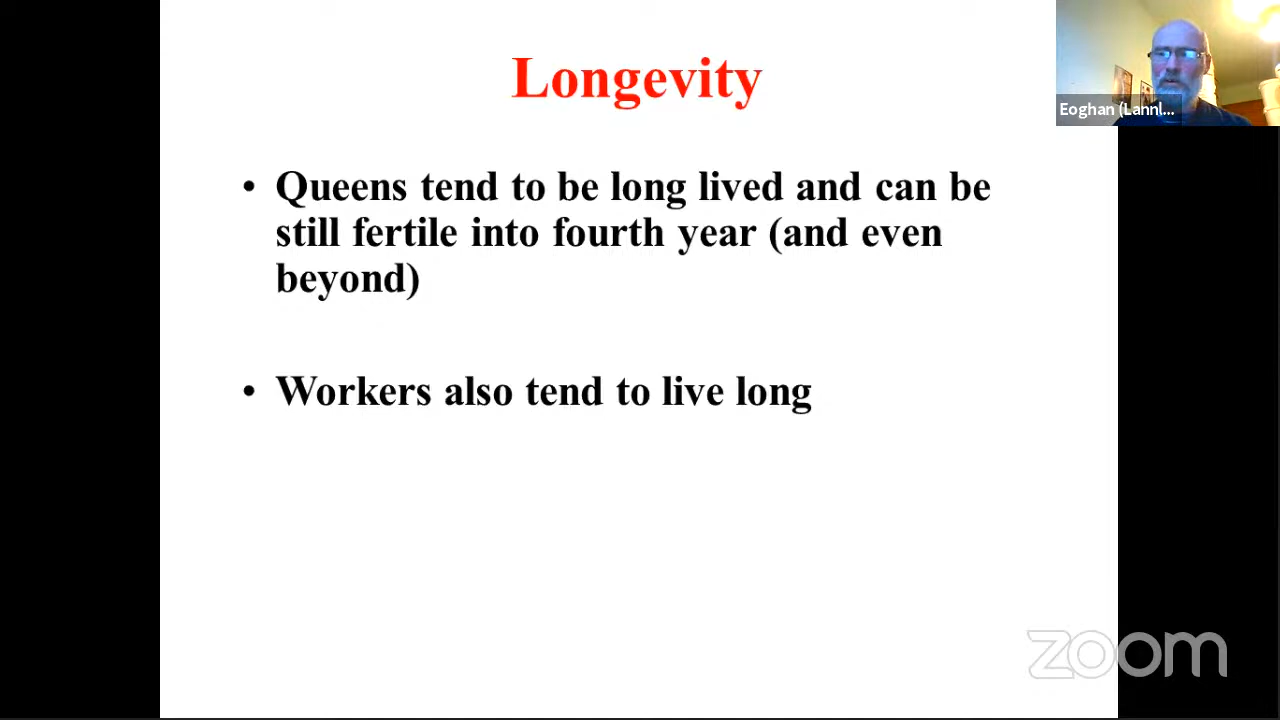 Longevity
Eoghan (Lannl...
• Queens tend to be long lived and can be
still fertile into fourth year (and even
beyond)
• Workers also tend to live long
zoom